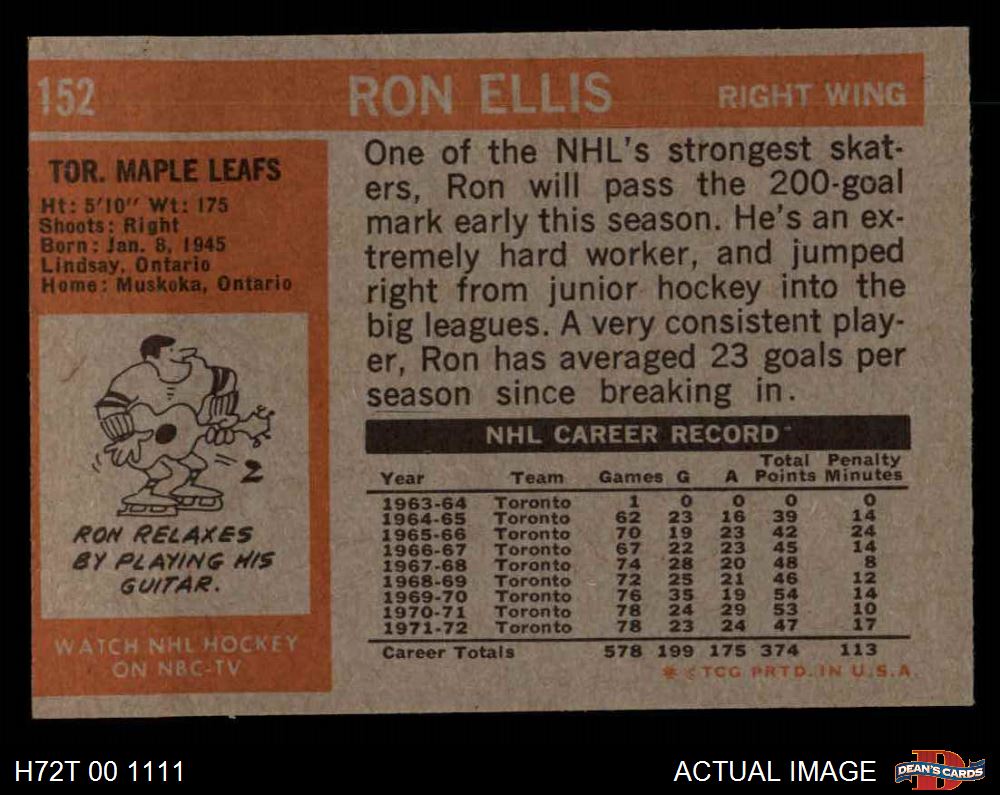 152 RON ELLIS RIGHT WING
TOR. MAPLE LEAFS
Ht: 5'10" Wt: 175
Shoots: Right
Born: Jan. 8, 1945
Lindsay, Ontario
Home: Muskoka, Ontario
2
RON RELAXES
BY PLAYING HIS
GUITAR.
WATCH NHL HOCKEY
ON NBC-TV
One of the NHL's strongest skat-
ers, Ron will pass the 200-goal
mark early this season. He's an ex-
tremely hard worker, and jumped
right from junior hockey into the
big leagues. A very consistent play-
er, Ron has averaged 23 goals per
season since breaking in.
NHL CAREER RECORD
Total Penalty
Year Team Games G A Points Minutes
1963-64 Toronto 1 0 0 0 0
1964-65 Toronto 62 23 16 39 14
1965-66 Toronto 70 19 23 42 24
1966-67 Toronto 67 22 23 45 14
1967-68 Toronto 74 28 20 48 8
1968-69 Toronto 72 25 21 46 12
1969-70 Toronto 76 35 19 54 14
1970-71 Toronto 78 24 29 53 10
1971-72 Toronto 78 23 24 47 17
Career Totals 578 199 175 374 113
* © TCG PRTD. IN U.S.A.
H72T 00 1111
ACTUAL IMAGE
D
DEAN'S CARDS